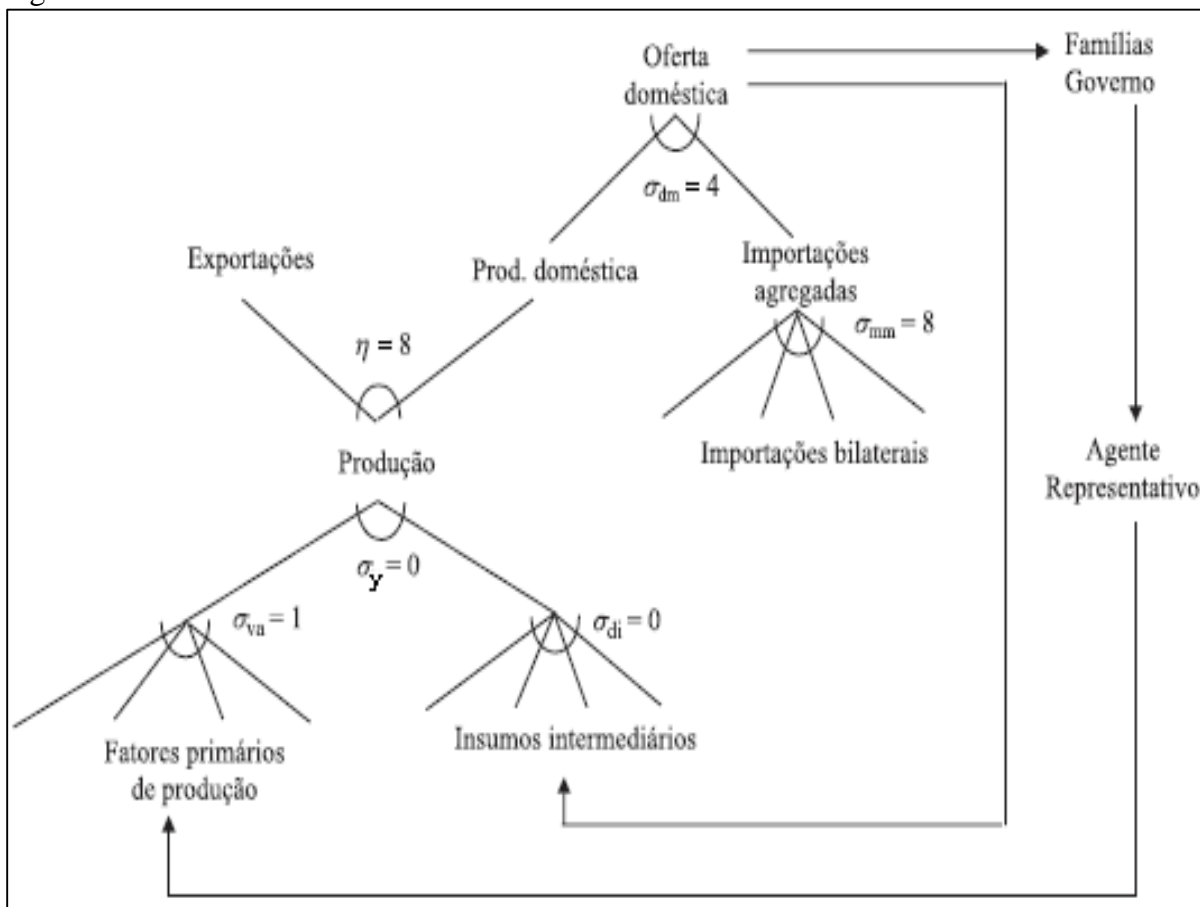 Oferta
doméstica
Famílias
Governo
σdm = 4
Exportações
Prod. doméstica
Importações
agregadas
η = 8
σmm = 8
Produção
Importações bilaterais
Agente
Representativo
σy = 0
σva = 1
σdi = 0
Fatores primários
de produção
Insumos intermediários